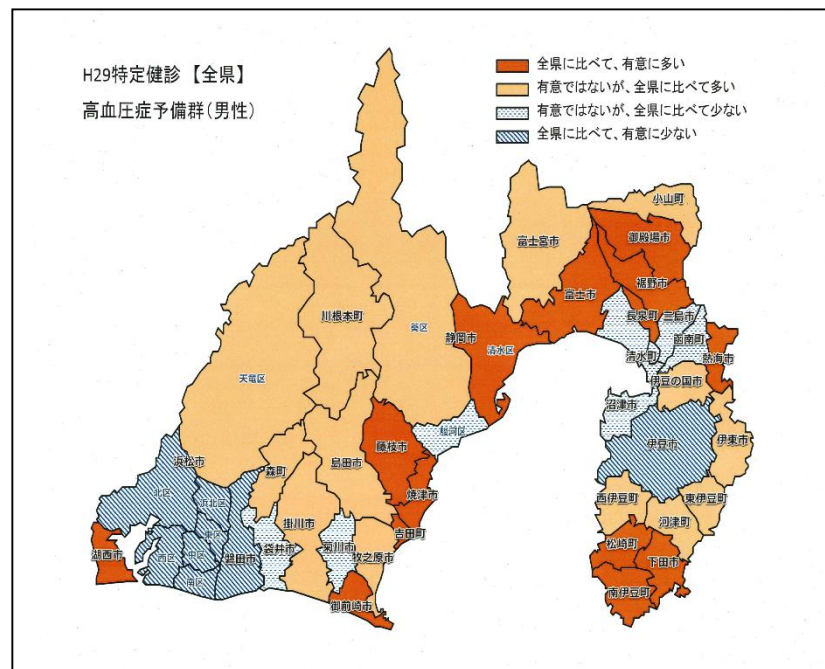 H29特定健診 【全県】
高血圧症予備群(男性)
全県に比べて、有意に多い
有意ではないが、全県に比べて多い
有意ではないが、全県に比べて少ない
全県に比べて、有意に少ない
小山町
富士宮市
御殿場市
裾野市
富士市
川根本町
葵区
静岡市
清水区
長泉町
三島市
函南町
清水町
熱海市
天竜区
伊豆の国市
沼津市
駿河区
藤枝市
伊豆市
伊東市
浜松市
島田市
森町
北区
浜北区
焼津市
西伊豆町
東伊豆町
掛川市
吉田町
河津町
東区
湖西市
西区
中区
磐田市
袋井市
菊川市
牧之原市
松崎町
下田市
南区
御前崎市
南伊豆町